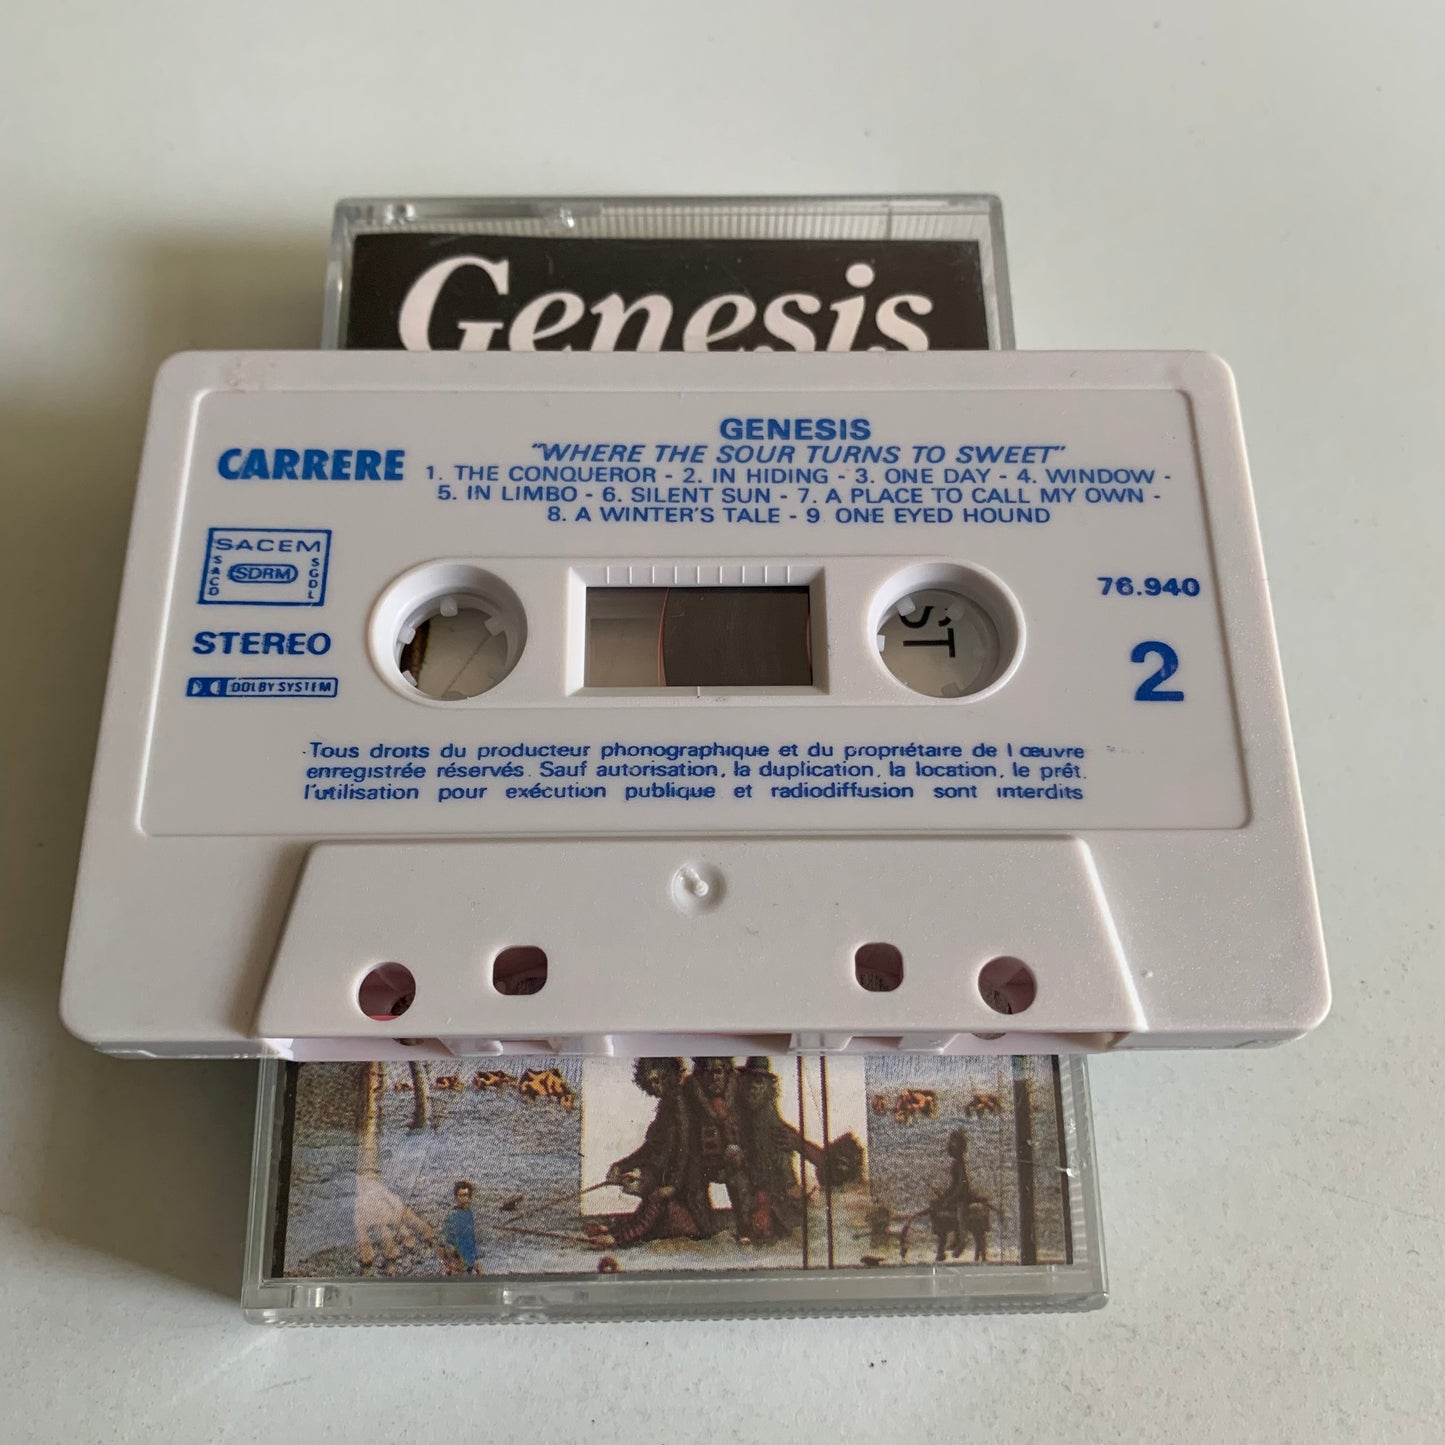 Genesis
GENESIS
CARRERE
"WHERE THE SOUR TURNS TO SWEET"
1. THE CONQUEROR - 2. IN HIDING - 3. ONE DAY - 4. WINDOW -
5. IN LIMBO - 6. SILENT SUN - 7. A PLACE TO CALL MY OWN -
8. A WINTER'S TALE - 9 ONE EYED HOUND
SACEM
SACD
SDRM
SGDL
76.940
ST
STEREO
2
DOLBY SYSTEM
Tous droits du producteur phonographique et du propriétaire de l œuvre
enregistrée réservés. Sauf autorisation, la duplication, la location, le prêt,
l'utilisation pour exécution publique et radiodiffusion sont interdits